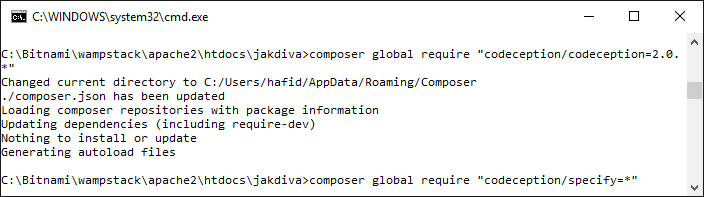 C:\WINDOWS\system32\cmd.exe
C:\Bitnami\wampstack\apache2\htdocs\jakdiva>composer global require "codeception/codeception=2.0.
*"
Changed current directory to C:/Users/hafid/AppData/Roaming/Composer
./composer.json has been updated
Loading composer repositories with package information
Updating dependencies (including require-dev)
Nothing to install or update
Generating autoload files
C:\Bitnami\wampstack\apache2\htdocs\jakdiva>composer global require "codeception/specify=*"